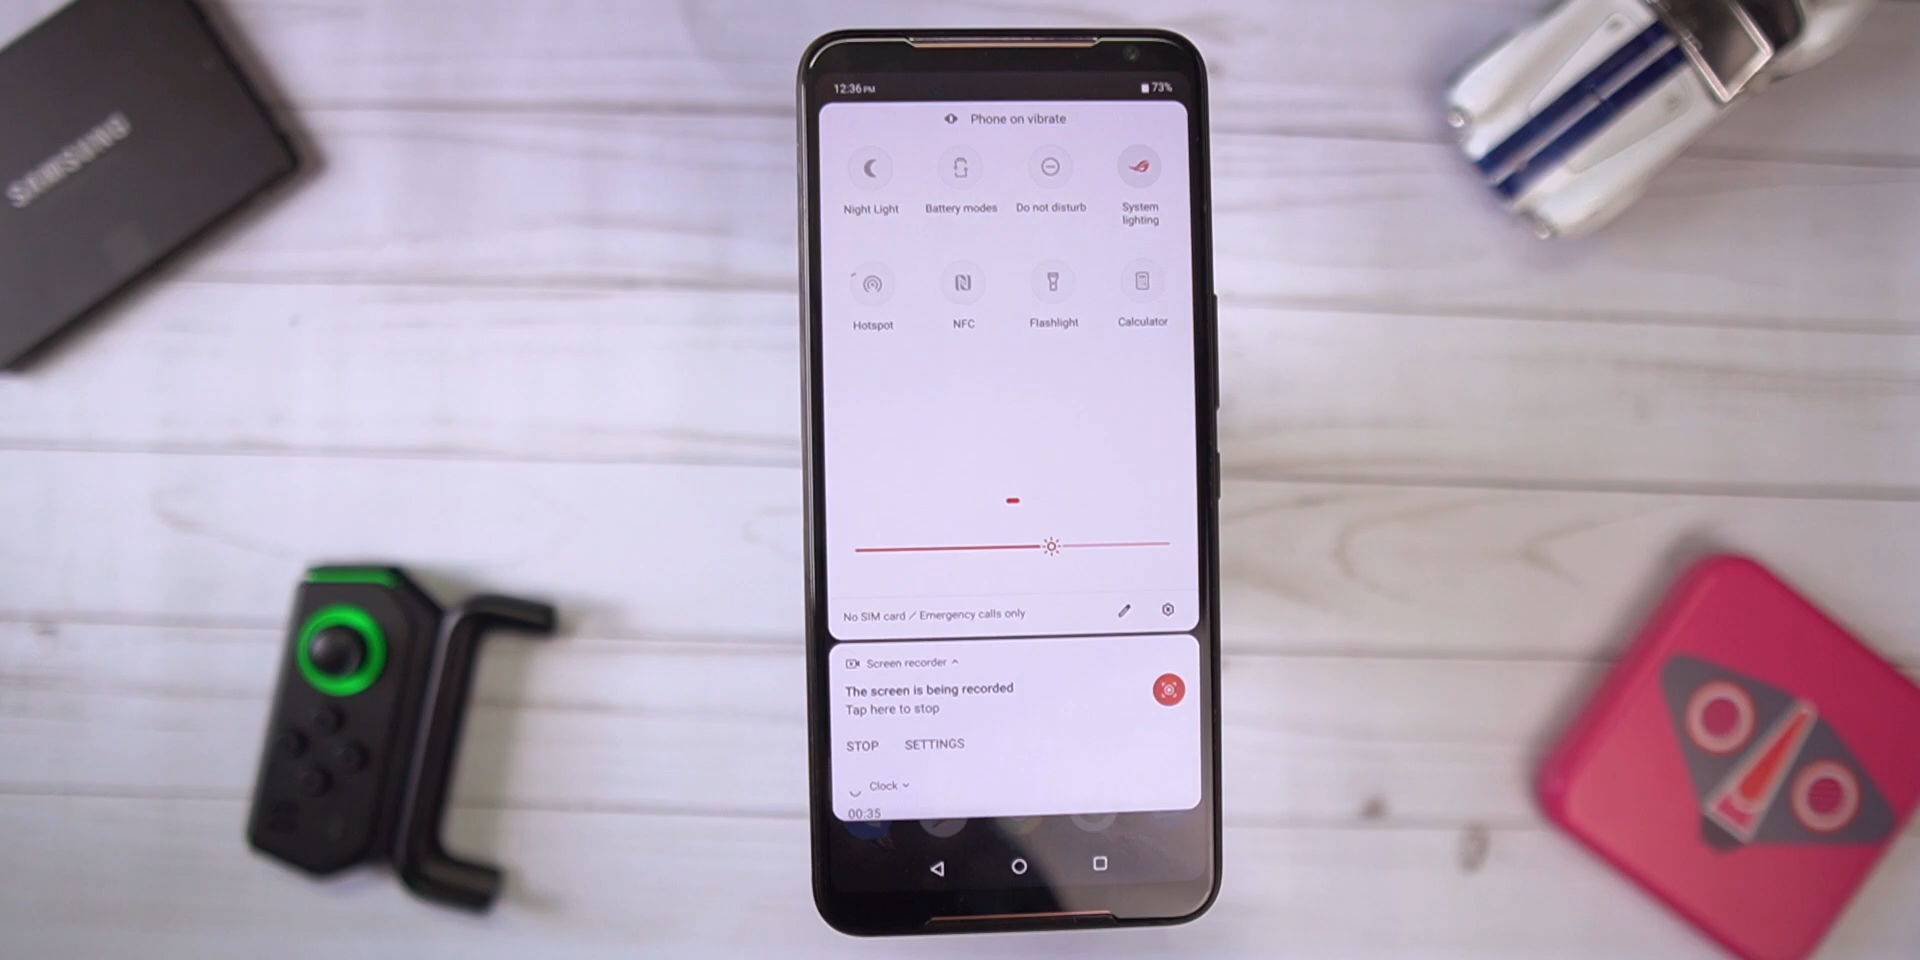 SAMSUNG
12:36 PM
73%
Phone on vibrate
Night Light
Battery modes
Do not disturb
System
lighting
Hotspot
NFC
Flashlight
Calculator
No SIM card / Emergency calls only
Screen recorder
The screen is being recorded
Tap here to stop
STOP SETTINGS
Clock
00:35